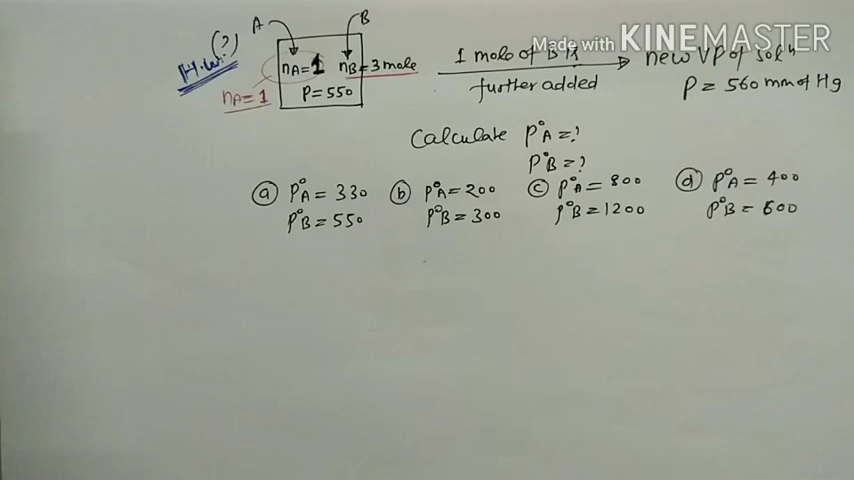 A
B
(?)
H.W.
nA=1 nB=3 mole
P=550
nA=1
1 mole of B is
further added
new VP of solⁿ
P = 560 mm of Hg
Made with KINEMASTER
Calculate P°A=?
P°B=?
(a) P°A = 330
P°B = 550
(b) P°A = 200
P°B = 300
(c) P°A = 800
P°B = 1200
(d) P°A = 400
P°B = 600